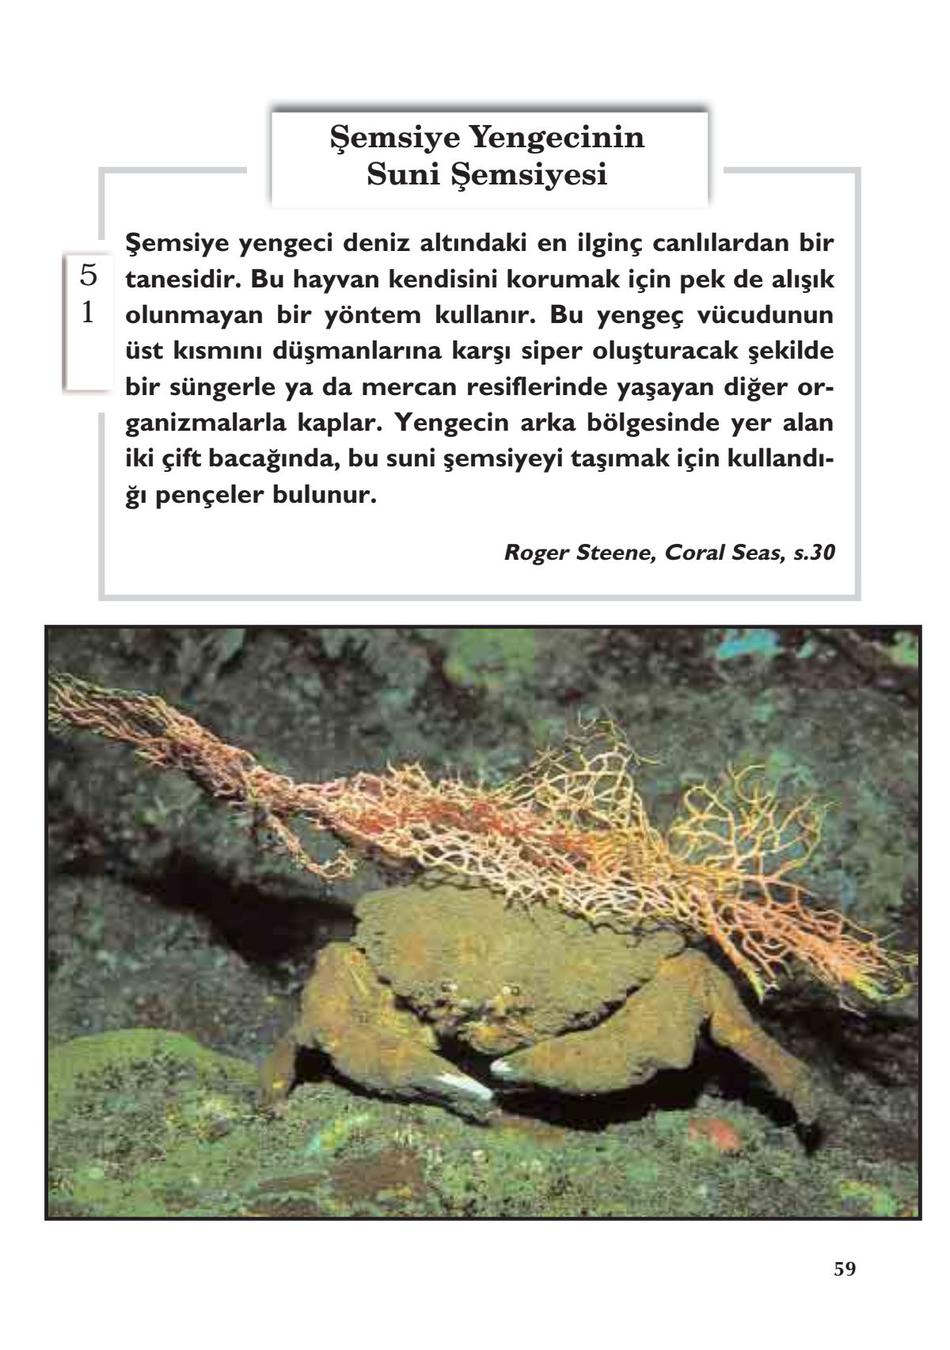 Şemsiye Yengecinin
Suni Şemsiyesi
5
1
Şemsiye yengeci deniz altındaki en ilginç canlılardan bir
tanesidir. Bu hayvan kendisini korumak için pek de alışık
olunmayan bir yöntem kullanır. Bu yengeç vücudunun
üst kısmını düşmanlarına karşı siper oluşturacak şekilde
bir süngerle ya da mercan resiflerinde yaşayan diğer or-
ganizmalarla kaplar. Yengecin arka bölgesinde yer alan
iki çift bacağında, bu suni şemsiyeyi taşımak için kullandı-
ğı pençeler bulunur.
Roger Steene, Coral Seas, s.30
59